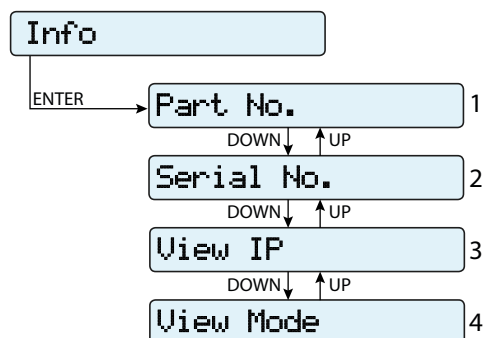 Info
ENTER
Part No. 1
DOWN UP
Serial No. 2
DOWN UP
View IP 3
DOWN UP
View Mode 4